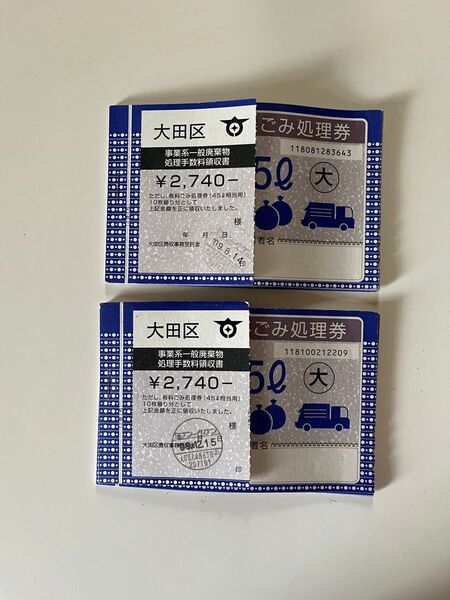 大田区
事業系一般廃棄物
処理手数料領収書
¥2,740-
ただし、有料ごみ処理券(45ℓ相当用)
10枚綴り分として
上記金額を正に領収いたしました。
様
年 月 日
大田区費収事務受託者
印
ごみ処理券
118081283643
5ℓ
大
者名
大田区
事業系一般廃棄物
処理手数料領収書
¥2,740-
ただし、有料ごみ処理券(45ℓ相当用)
10枚綴り分として
上記金額を正に領収いたしました。
様
大田区費収事務受託者
印
ごみ処理券
118100212209
5ℓ
大
者名